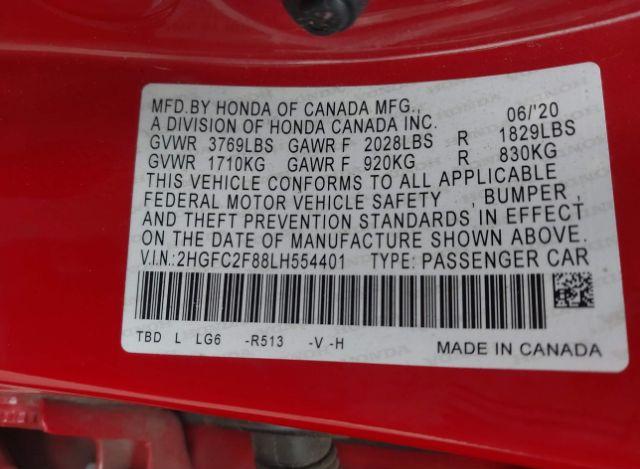 MFD.BY HONDA OF CANADA MFG.,
A DIVISION OF HONDA CANADA INC. 06/'20
GVWR 3769LBS GAWR F 2028LBS R 1829LBS
GVWR 1710KG GAWR F 920KG R 830KG
THIS VEHICLE CONFORMS TO ALL APPLICABLE
FEDERAL MOTOR VEHICLE SAFETY BUMPER,
AND THEFT PREVENTION STANDARDS IN EFFECT
ON THE DATE OF MANUFACTURE SHOWN ABOVE.
V.I.N.:2HGFC2F88LH554401 TYPE: PASSENGER CAR
TBD L LG6 -R513 -V -H MADE IN CANADA